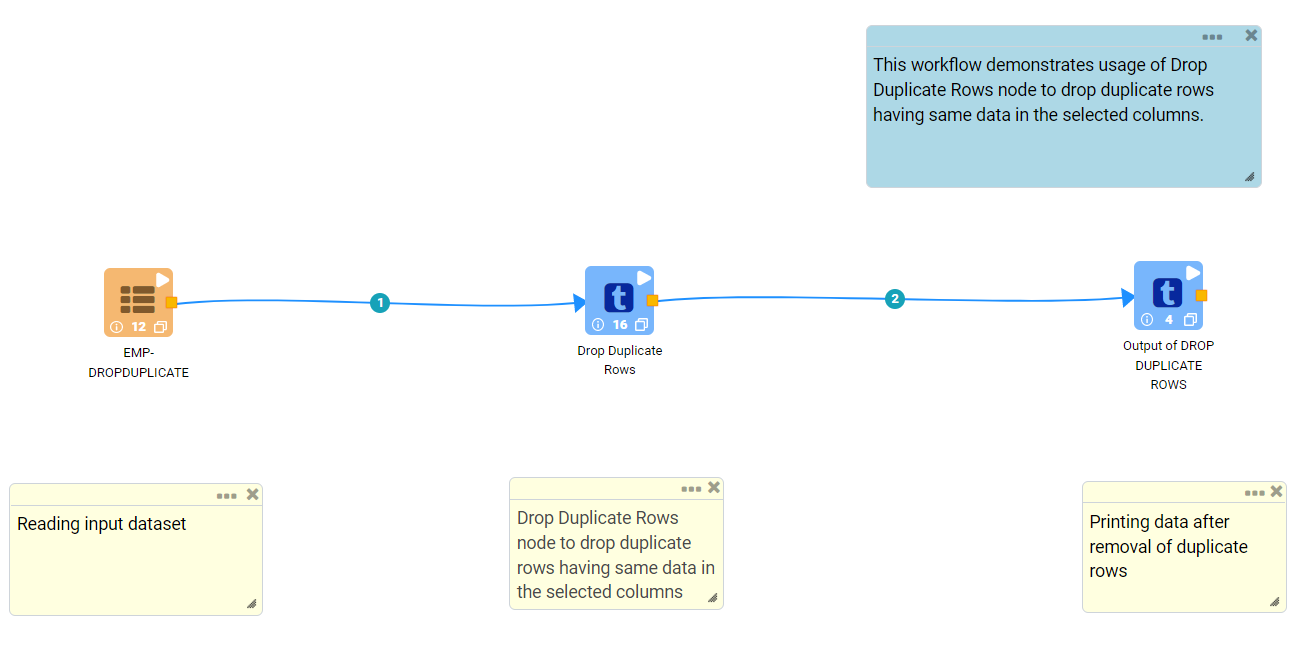 This workflow demonstrates usage of Drop
Duplicate Rows node to drop duplicate rows
having same data in the selected columns.
1
2
t
t
12
16
4
EMP-
DROPDUPLICATE
Drop Duplicate
Rows
Output of DROP
DUPLICATE
ROWS
Reading input dataset
Drop Duplicate Rows
node to drop duplicate
rows having same data in
the selected columns
Printing data after
removal of duplicate
rows